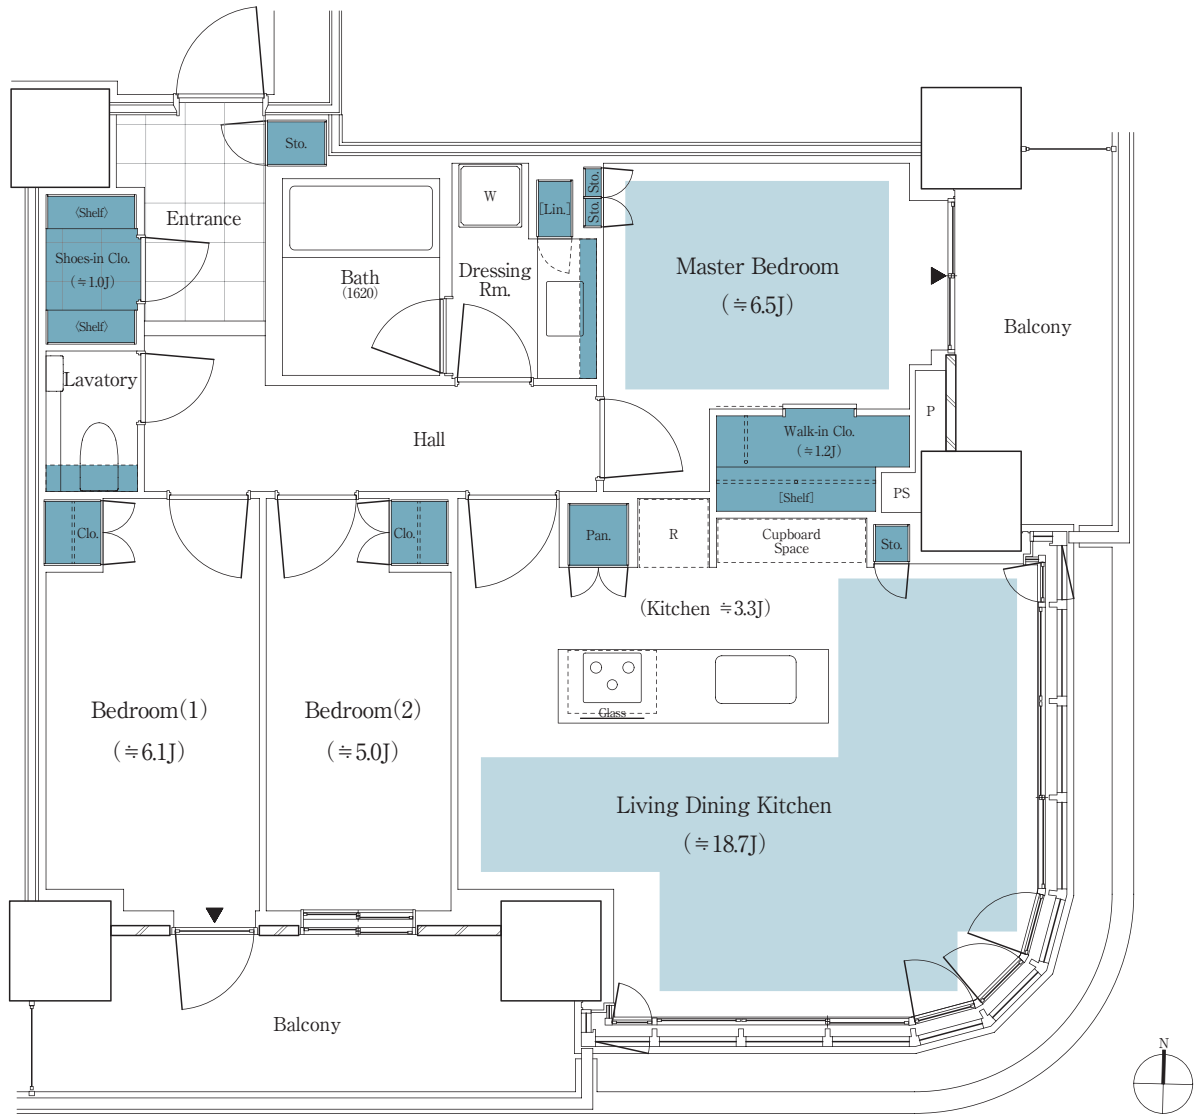 Sto.
〈Shelf〉
Entrance
Shoes-in Clo.
(≒1.0J)
〈Shelf〉
Bath
(1620)
W
[Lin.]
Sto.
Sto.
Dressing
Rm.
Master Bedroom
(≒6.5J)
Balcony
Lavatory
Hall
Walk-in Clo.
(≒1.2J)
[Shelf]
P
PS
Clo.
Clo.
Pan.
R
Cupboard
Space
Sto.
(Kitchen ≒3.3J)
Glass
Bedroom(1)
(≒6.1J)
Bedroom(2)
(≒5.0J)
Living Dining Kitchen
(≒18.7J)
Balcony
N